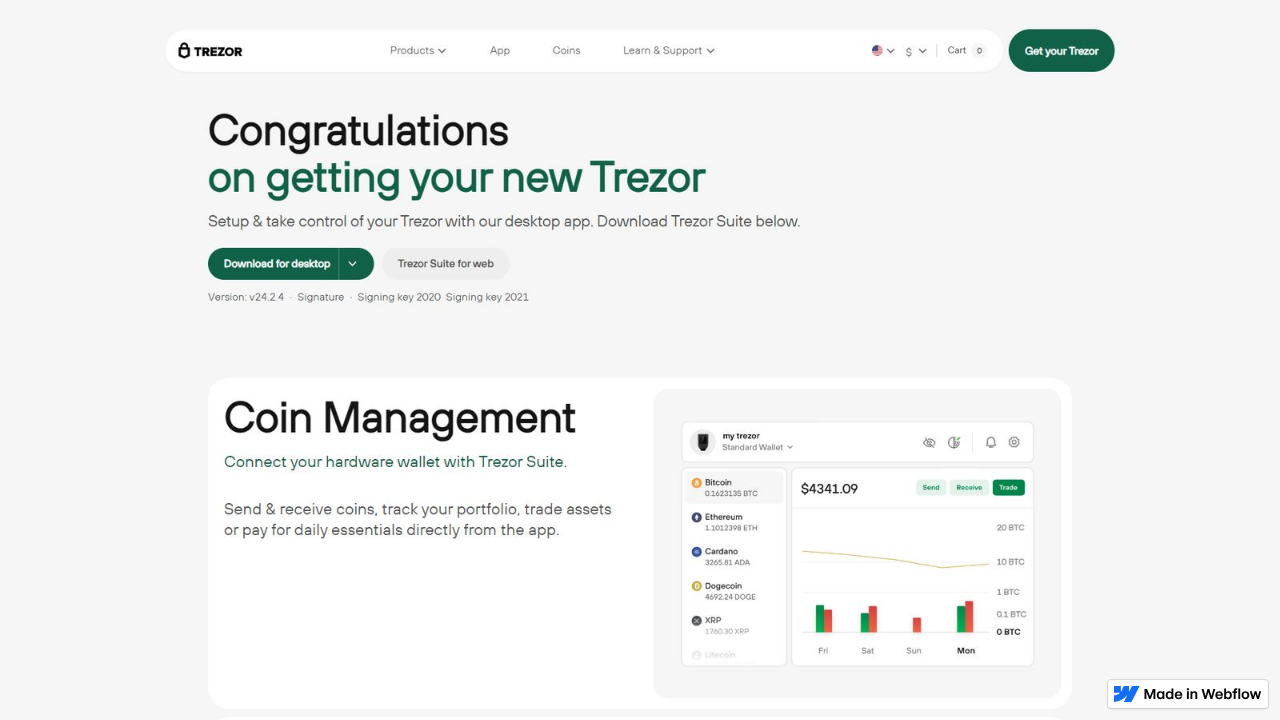 TREZOR
Products
App
Coins
Learn & Support
$
Cart
0
Get your Trezor
Congratulations
on getting your new Trezor
Setup & take control of your Trezor with our desktop app. Download Trezor Suite below.
Download for desktop
Trezor Suite for web
Version: v24.2.4 · Signature · Signing key 2020 Signing key 2021
Coin Management
Connect your hardware wallet with Trezor Suite.
Send & receive coins, track your portfolio, trade assets
or pay for daily essentials directly from the app.
my trezor
Standard Wallet
Bitcoin
0.1623135 BTC
Ethereum
1.1012398 ETH
Cardano
3265.81 ADA
Dogecoin
4692.24 DOGE
XRP
1760.30 XRP
Litecoin
$4341.09
Send
Receive
Trade
20 BTC
10 BTC
1 BTC
0.1 BTC
0 BTC
Fri
Sat
Sun
Mon
Made in Webflow